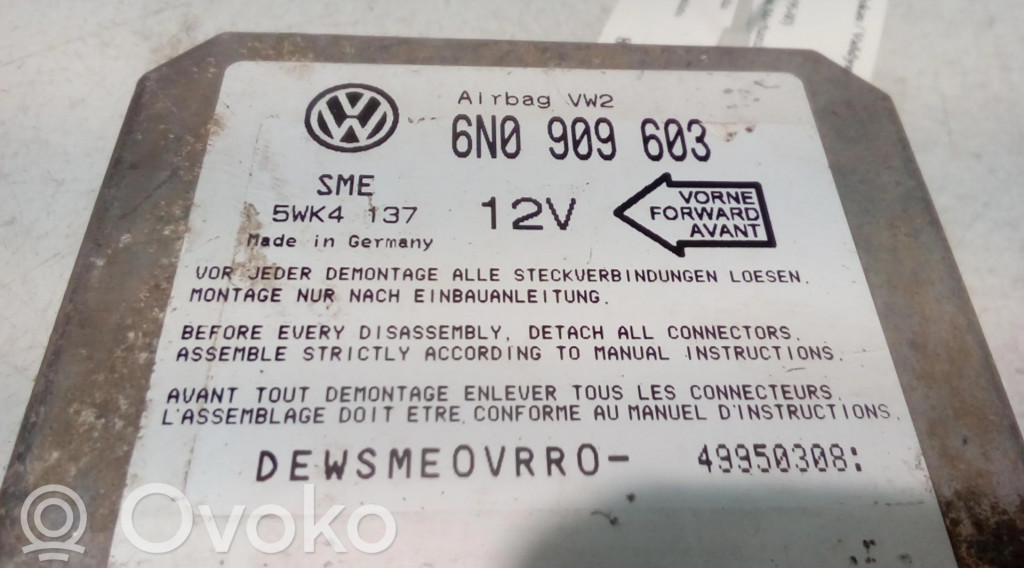 Airbag VW2
6N0 909 603
SME
5WK4 137
Made in Germany
12V
VORNE
FORWARD
AVANT
VOR JEDER DEMONTAGE ALLE STECKVERBINDUNGEN LOESEN.
MONTAGE NUR NACH EINBAUANLEITUNG.
BEFORE EVERY DISASSEMBLY, DETACH ALL CONNECTORS.
ASSEMBLE STRICTLY ACCORDING TO MANUAL INSTRUCTIONS.
AVANT TOUT DEMONTAGE ENLEVER TOUS LES CONNECTEURS.
L'ASSEMBLAGE DOIT ETRE CONFORME AU MANUEL D'INSTRUCTIONS.
DEWSMEOVRRO- 49950308:
Ovoko